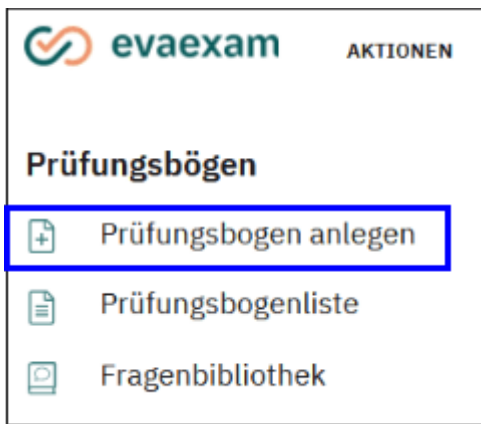 evaexam AKTIONEN
Prüfungsbögen
Prüfungsbogen anlegen
Prüfungsbogenliste
Fragenbibliothek